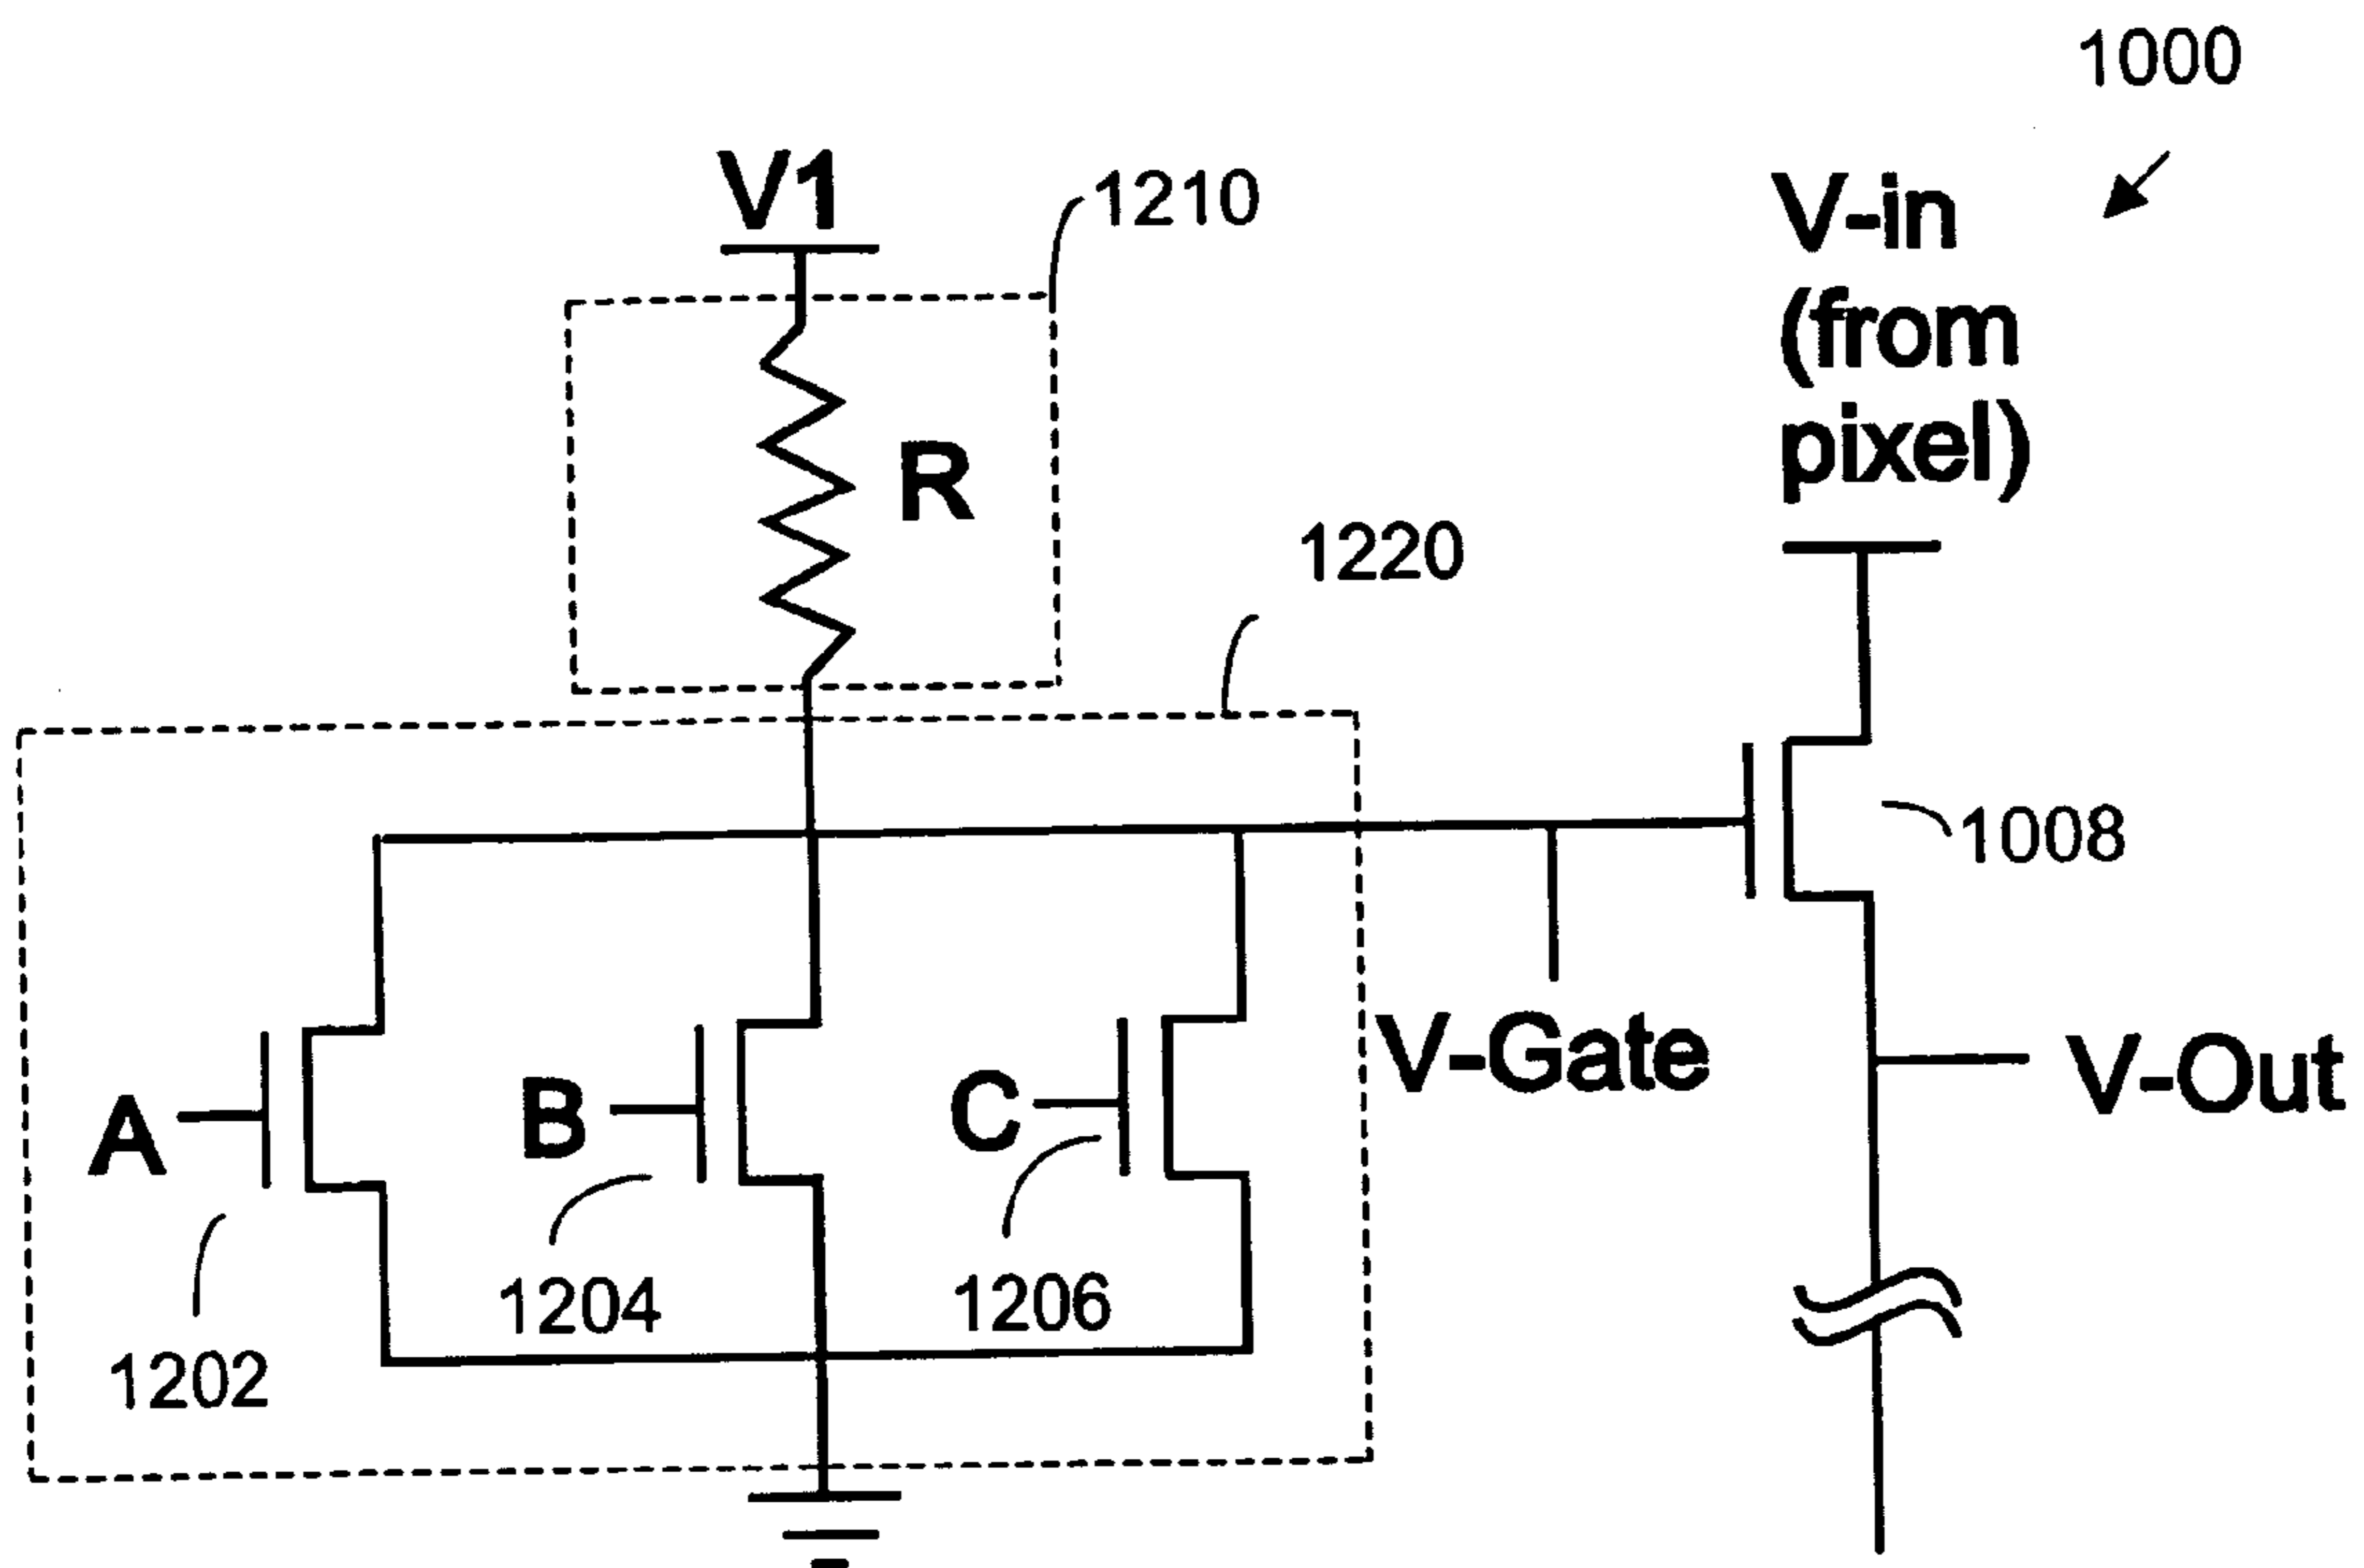 1000
V1
1210
V-in
(from
pixel)
R
1220
1008
V-Gate
V-Out
A
B
C
1202
1204
1206